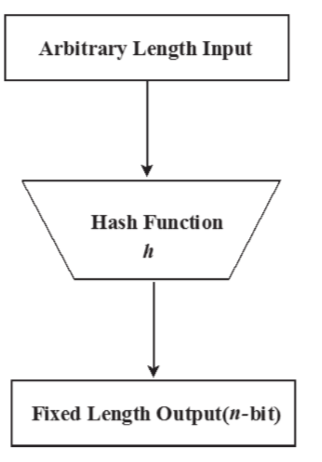 Arbitrary Length Input
Hash Function
h
Fixed Length Output(n-bit)